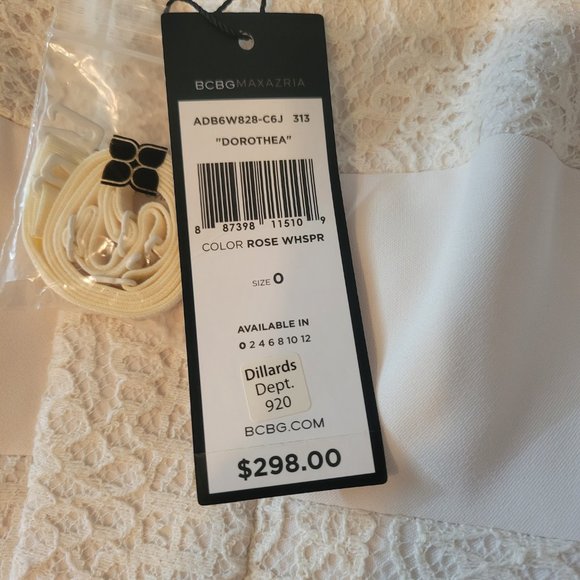 BCBGMAXAZRIA
ADB6W828-C6J 313
"DOROTHEA"
8 87398 11510 9
COLOR ROSE WHSPR
SIZE 0
AVAILABLE IN
0 2 4 6 8 10 12
Dillards
Dept.
920
BCBG.COM
$298.00